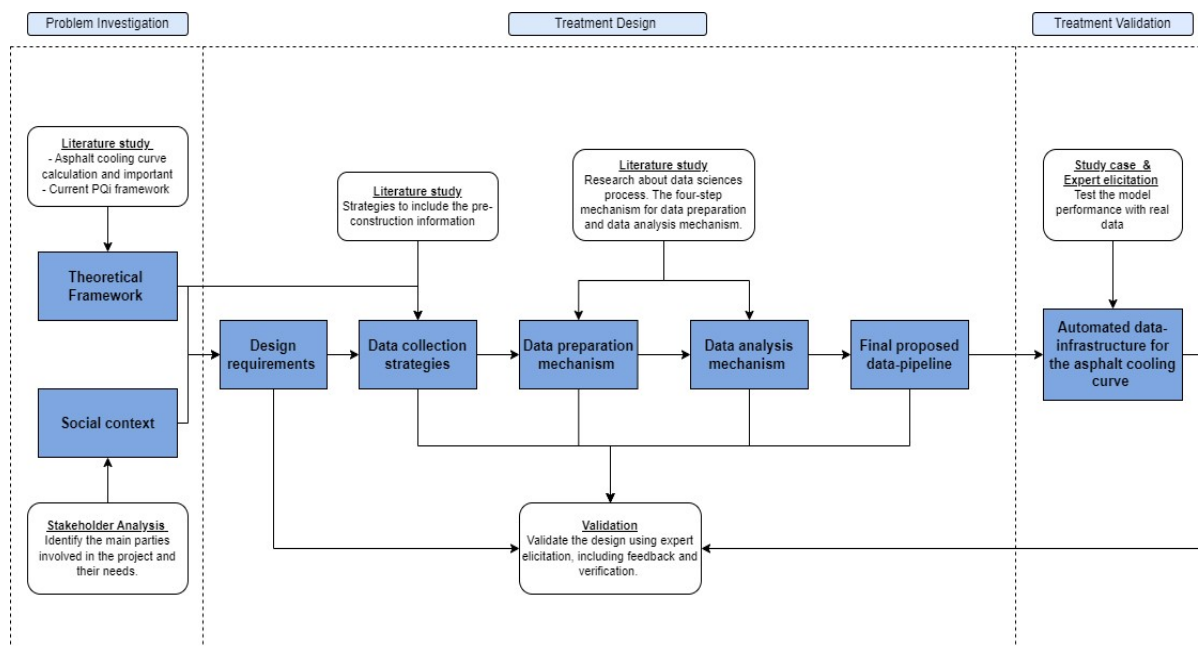 Problem Investigation
Treatment Design
Treatment Validation
Literature study
- Asphalt cooling curve
calculation and important
- Current PQi framework
Theoretical
Framework
Social context
Stakeholder Analysis
Identify the main parties
involved in the project and
their needs.
Literature study
Strategies to include the pre-
construction information
Literature study
Research about data sciences
process. The four-step
mechanism for data preparation
and data analysis mechanism.
Design
requirements
Data collection
strategies
Data preparation
mechanism
Data analysis
mechanism
Final proposed
data-pipeline
Validation
Validate the design using expert
elicitation, including feedback and
verification.
Study case & 
Expert elicitation
Test the model
performance with real
data
Automated data-
infrastructure for
the asphalt cooling
curve